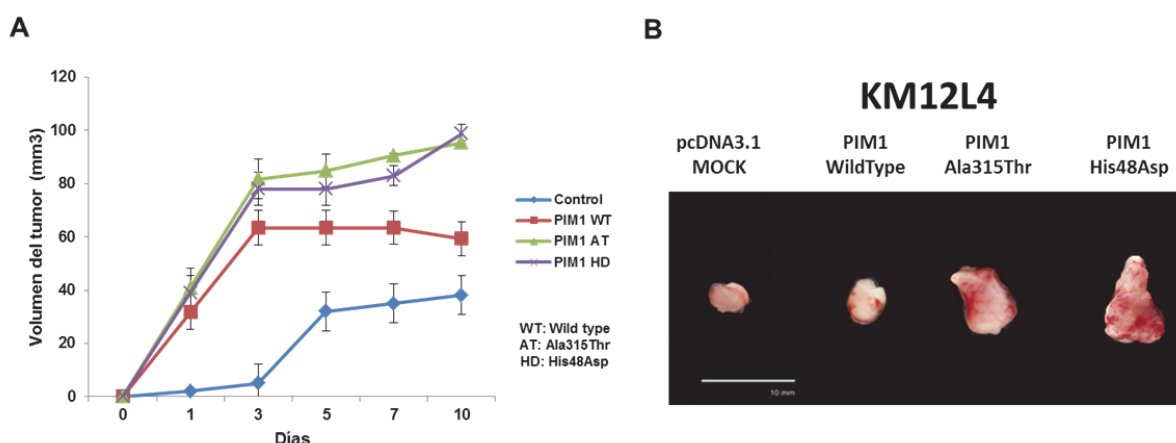 A
Volumen del tumor (mm3)
120
100
80
60
40
20
0
0 1 3 5 7 10
Días
Control
PIM1 WT
PIM1 AT
PIM1 HD
WT: Wild type
AT: Ala315Thr
HD: His48Asp
B
KM12L4
pcDNA3.1
MOCK
PIM1
WildType
PIM1
Ala315Thr
PIM1
His48Asp
10 mm